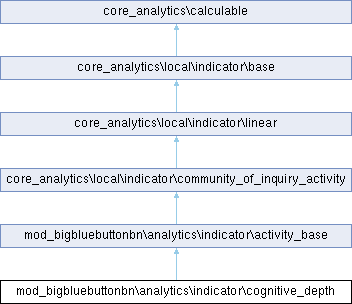 core_analytics\calculable
core_analytics\local\indicator\base
core_analytics\local\indicator\linear
core_analytics\local\indicator\community_of_inquiry_activity
mod_bigbluebuttonbn\analytics\indicator\activity_base
mod_bigbluebuttonbn\analytics\indicator\cognitive_depth